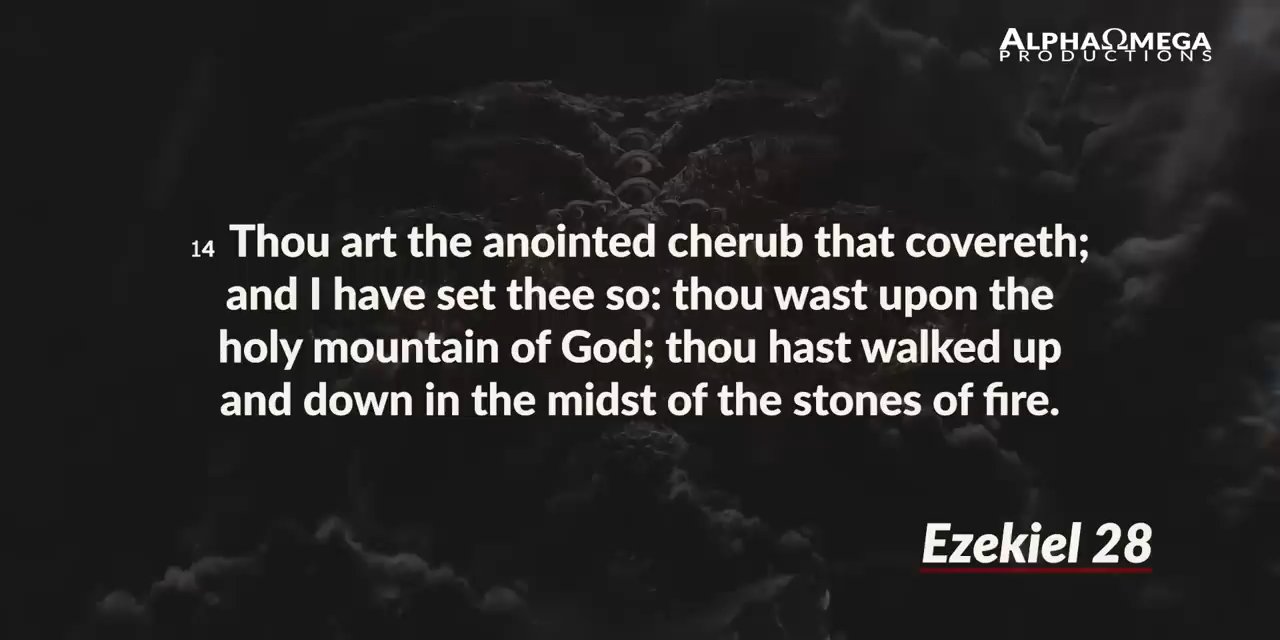 ALPHAΩMEGA
PRODUCTIONS
14 Thou art the anointed cherub that covereth;
and I have set thee so: thou wast upon the
holy mountain of God; thou hast walked up
and down in the midst of the stones of fire.
Ezekiel 28